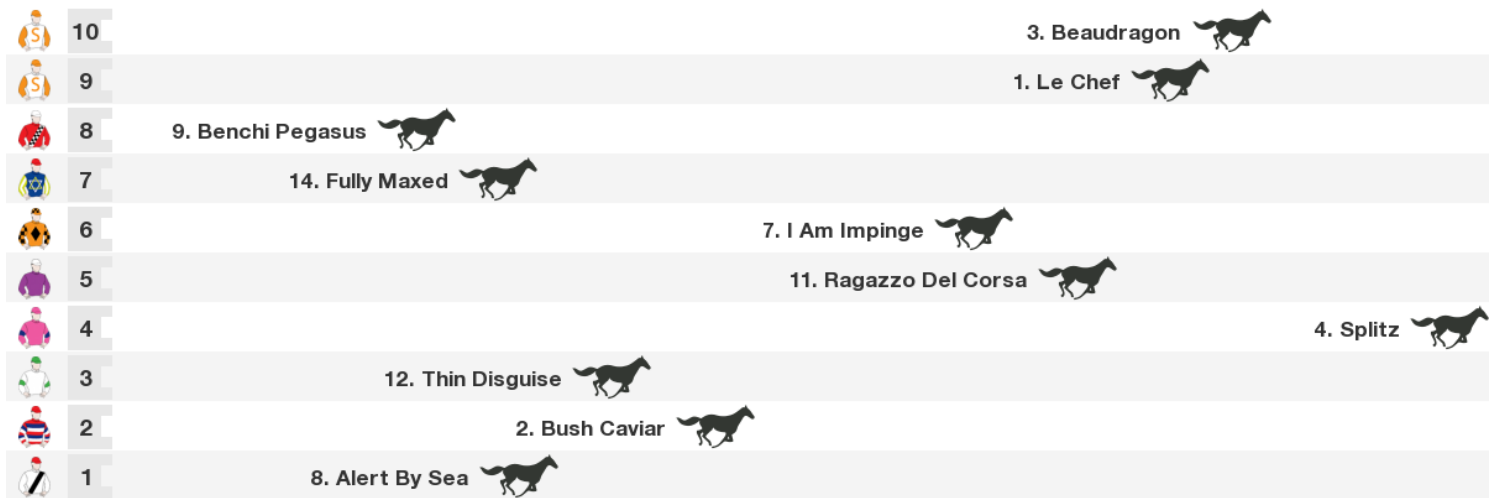 S 10 3. Beaudragon
S 9 1. Le Chef
8 9. Benchi Pegasus
7 14. Fully Maxed
6 7. I Am Impinge
5 11. Ragazzo Del Corsa
4 4. Splitz
3 12. Thin Disguise
2 2. Bush Caviar
1 8. Alert By Sea